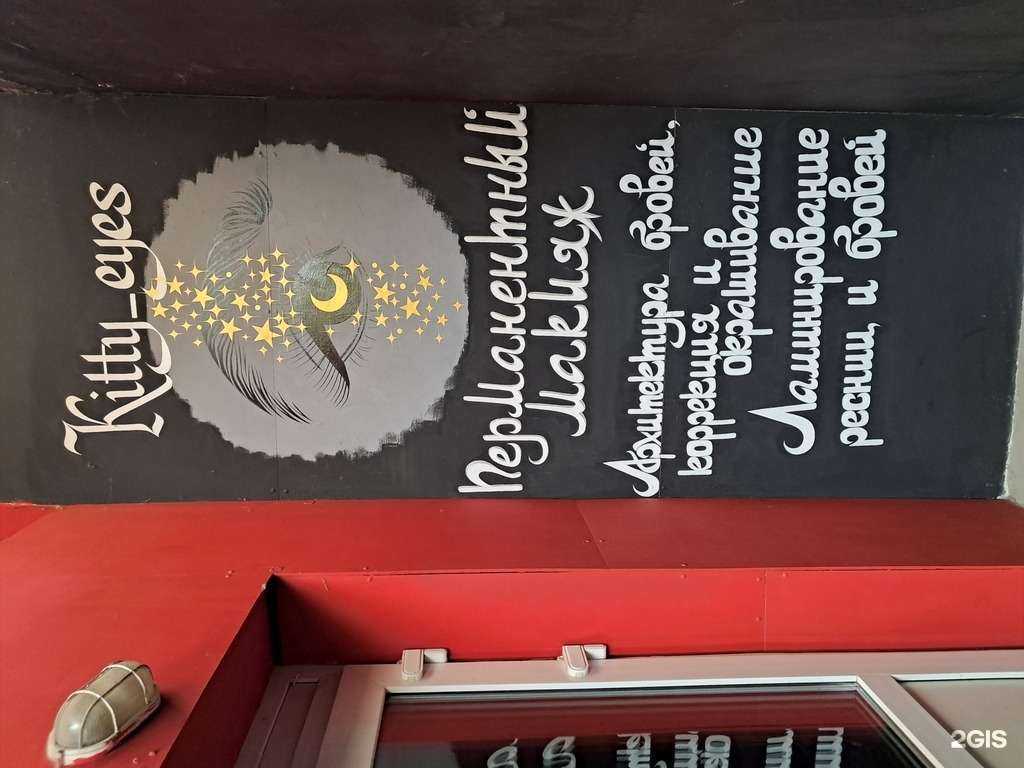 Kitty_eyes
Перманентный
макияж
Архитектура бровей,
коррекция и
окрашивание
Ламинирование
ресниц и бровей
2GIS